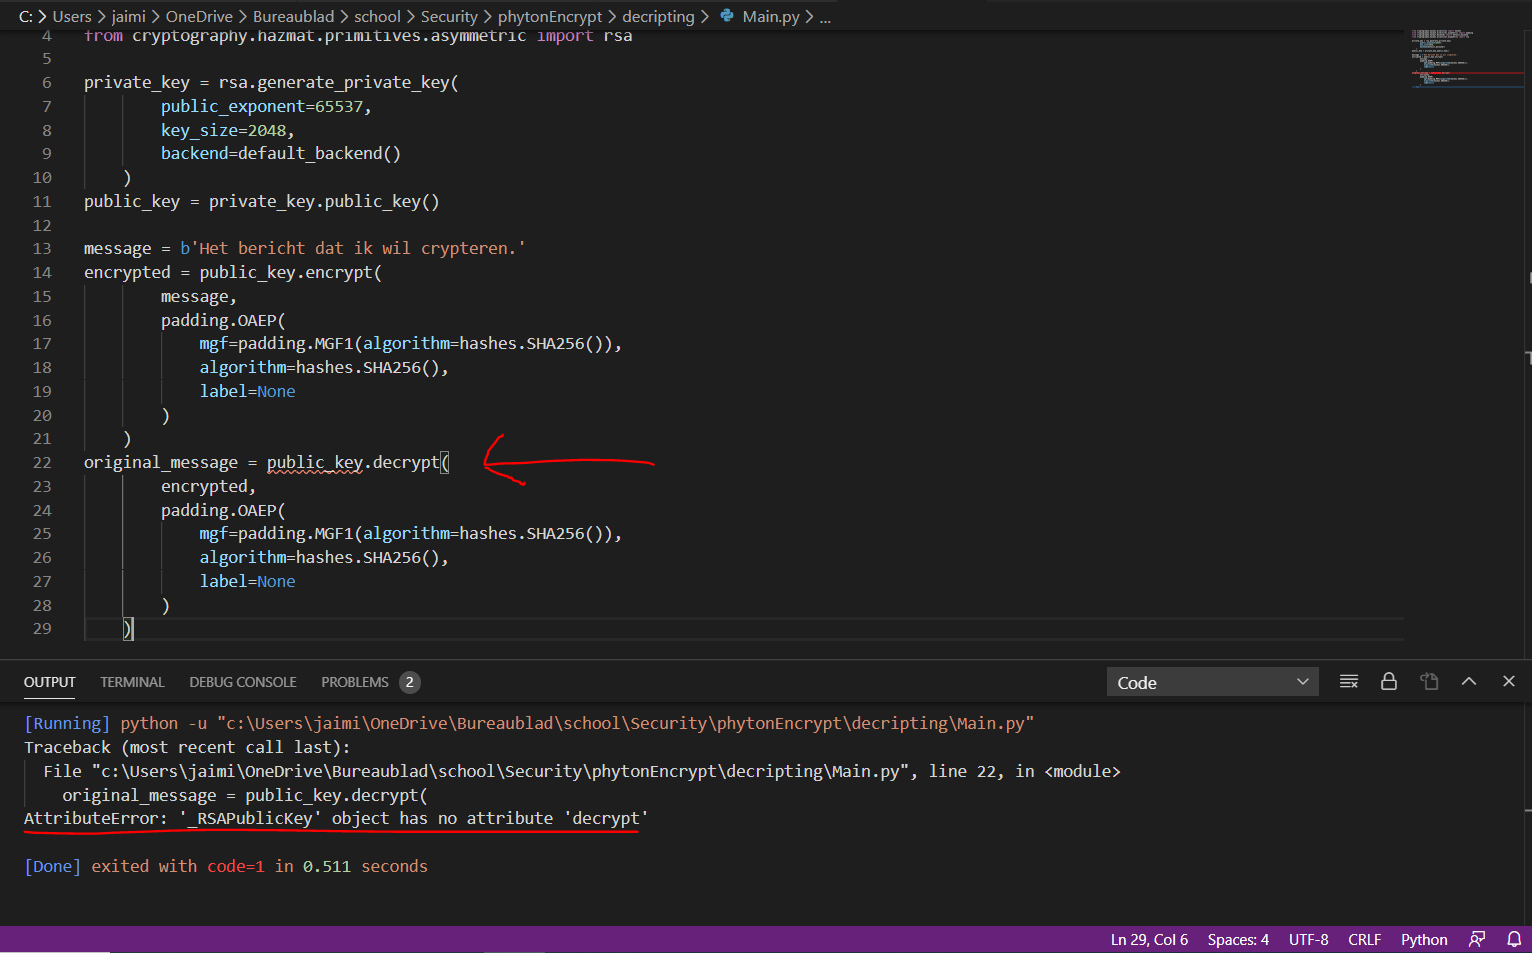 C: > Users > jaimi > OneDrive > Bureaublad > school > Security > phytonEncrypt > decripting > Main.py > ...
4 from cryptography.hazmat.primitives.asymmetric import rsa
5
6 private_key = rsa.generate_private_key(
7         public_exponent=65537,
8         key_size=2048,
9         backend=default_backend()
10     )
11 public_key = private_key.public_key()
12
13 message = b'Het bericht dat ik wil crypteren.'
14 encrypted = public_key.encrypt(
15         message,
16         padding.OAEP(
17             mgf=padding.MGF1(algorithm=hashes.SHA256()),
18             algorithm=hashes.SHA256(),
19             label=None
20         )
21     )
22 original_message = public_key.decrypt(
23         encrypted,
24         padding.OAEP(
25             mgf=padding.MGF1(algorithm=hashes.SHA256()),
26             algorithm=hashes.SHA256(),
27             label=None
28         )
29     )
OUTPUT TERMINAL DEBUG CONSOLE PROBLEMS 2 Code
[Running] python -u "c:\Users\jaimi\OneDrive\Bureaublad\school\Security\phytonEncrypt\decripting\Main.py"
Traceback (most recent call last):
  File "c:\Users\jaimi\OneDrive\Bureaublad\school\Security\phytonEncrypt\decripting\Main.py", line 22, in <module>
    original_message = public_key.decrypt(
AttributeError: '_RSAPublicKey' object has no attribute 'decrypt'
[Done] exited with code=1 in 0.511 seconds
Ln 29, Col 6 Spaces: 4 UTF-8 CRLF Python